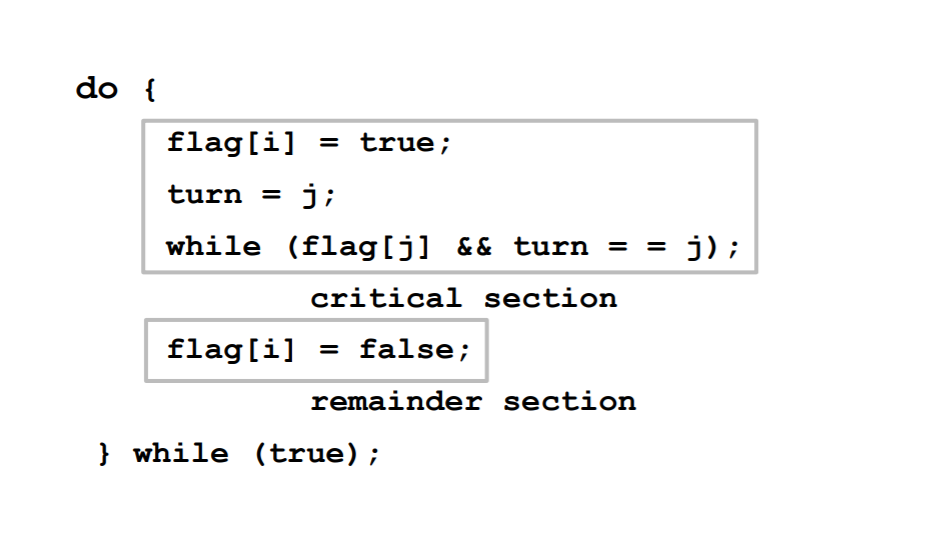 do {
flag[i] = true;
turn = j;
while (flag[j] && turn = = j);
critical section
flag[i] = false;
remainder section
} while (true);